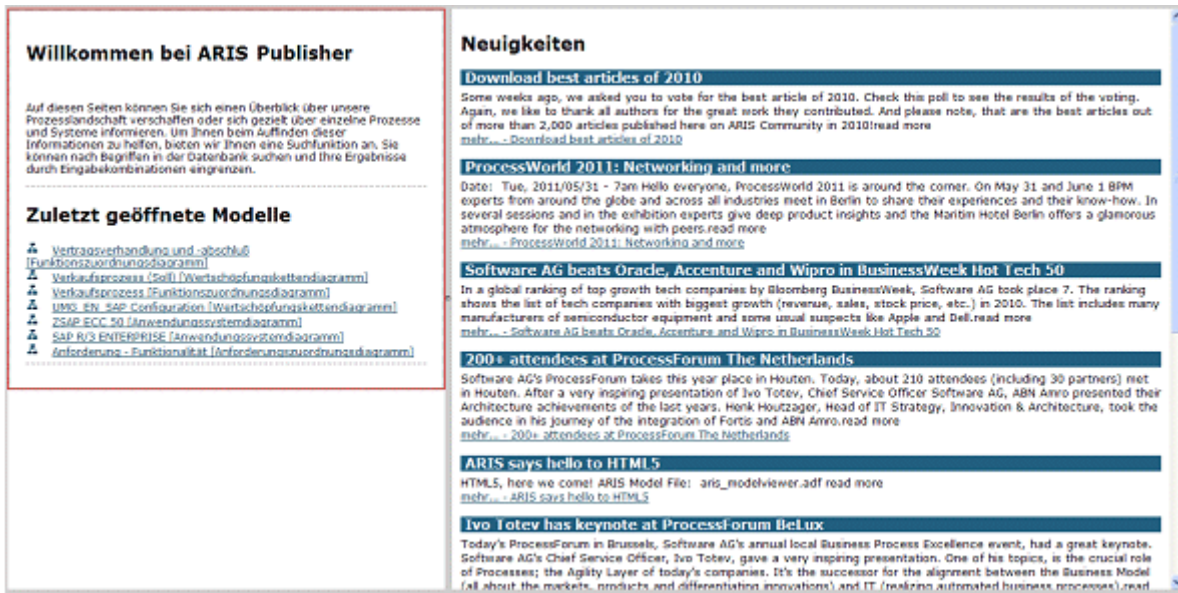 Willkommen bei ARIS Publisher
Auf diesen Seiten können Sie sich einen Überblick über unsere
Prozesslandschaft verschaffen oder sich gezielt über einzelne Prozesse
und Systeme informieren. Um Ihnen beim Auffinden dieser
Informationen zu helfen, bieten wir Ihnen eine Suchfunktion an. Sie
können nach Begriffen in der Datenbank suchen und Ihre Ergebnisse
durch Eingabekombinationen eingrenzen.
Zuletzt geöffnete Modelle
Vertragsverhandlung und -abschluß
[Funktionszuordnungsdiagramm]
Verkaufsprozess (Soll) [Wertschöpfungskettendiagramm]
Verkaufsprozess [Funktionszuordnungsdiagramm]
UMG_EN_SAP Configuration [Wertschöpfungskettendiagramm]
ZSAP ECC 50 [Anwendungssystemdiagramm]
SAP R/3 ENTERPRISE [Anwendungssystemdiagramm]
Anforderung - Funktionalität [Anforderungszuordnungsdiagramm]
Neuigkeiten
Download best articles of 2010
Some weeks ago, we asked you to vote for the best article of 2010. Check this poll to see the results of the voting.
Again, we like to thank all authors for the great work they contributed. And please note, that are the best articles out
of more than 2,000 articles published here on ARIS Community in 2010!read more
mehr... - Download best articles of 2010
ProcessWorld 2011: Networking and more
Date: Tue, 2011/05/31 - 7am Hello everyone, ProcessWorld 2011 is around the corner. On May 31 and June 1 BPM
experts from around the globe and across all industries meet in Berlin to share their experiences and their know-how. In
several sessions and in the exhibition experts give deep product insights and the Maritim Hotel Berlin offers a glamorous
atmosphere for the networking with peers.read more
mehr... - ProcessWorld 2011: Networking and more
Software AG beats Oracle, Accenture and Wipro in BusinessWeek Hot Tech 50
In a global ranking of top growth tech companies by Bloomberg BusinessWeek, Software AG took place 7. The ranking
shows the list of tech companies with biggest growth (revenue, sales, stock price, etc.) in 2010. The list includes many
manufacturers of semiconductor equipment and some usual suspects like Apple and Dell.read more
mehr... - Software AG beats Oracle, Accenture and Wipro in BusinessWeek Hot Tech 50
200+ attendees at ProcessForum The Netherlands
Software AG's ProcessForum takes this year place in Houten. Today, about 210 attendees (including 30 partners) met
in Houten. After a very inspiring presentation of Ivo Totev, Chief Service Officer Software AG, ABN Amro presented their
Architecture achievements of the last years. Henk Houtzager, Head of IT Strategy, Innovation & Architecture, took the
audience in his journey of the integration of Fortis and ABN Amro.read more
mehr... - 200+ attendees at ProcessForum The Netherlands
ARIS says hello to HTML5
HTML5, here we come! ARIS Model File: aris_modelviewer.adf read more
mehr... - ARIS says hello to HTML5
Ivo Totev has keynote at ProcessForum BeLux
Today's ProcessForum in Brussels, Software AG's annual local Business Process Excellence event, had a great keynote.
Software AG's Chief Service Officer, Ivo Totev, gave a very inspiring presentation. One of his topics, is the crucial role
of Processes; the Agility Layer of today's companies. It's the successor for the alignment between the Business Model
(all about the markets, products and differentiating innovations) and IT (realizing automated business processes).read